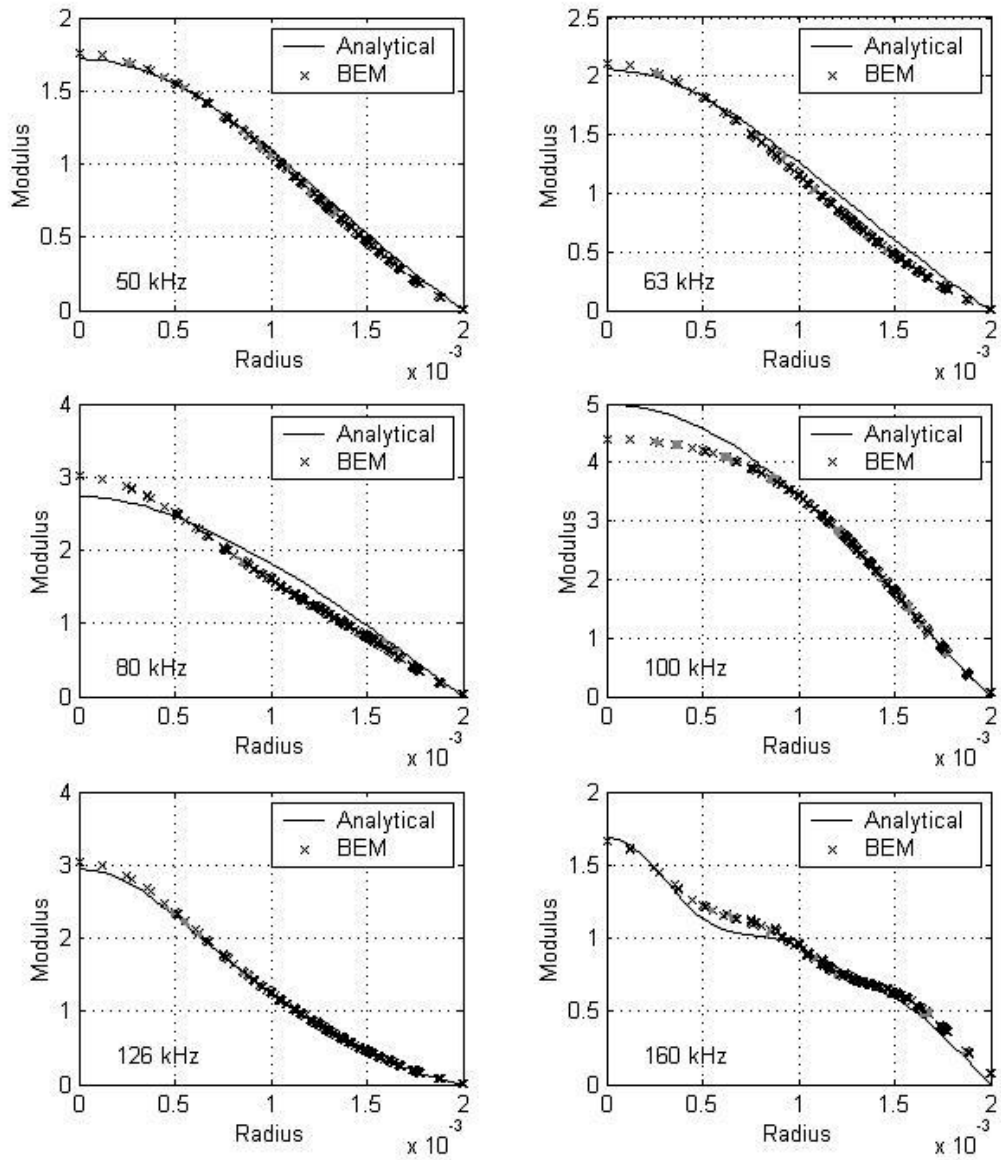 2
1.5
1
0.5
0
Modulus
Analytical
BEM
50 kHz
0 0.5 1 1.5 2
Radius
x 10-3
2.5
2
1.5
1
0.5
0
Modulus
Analytical
BEM
63 kHz
0 0.5 1 1.5 2
Radius
x 10-3
4
3
2
1
0
Modulus
Analytical
BEM
80 kHz
0 0.5 1 1.5 2
Radius
x 10-3
5
4
3
2
1
0
Modulus
Analytical
BEM
100 kHz
0 0.5 1 1.5 2
Radius
x 10-3
4
3
2
1
0
Modulus
Analytical
BEM
126 kHz
0 0.5 1 1.5 2
Radius
x 10-3
2
1.5
1
0.5
0
Modulus
Analytical
BEM
160 kHz
0 0.5 1 1.5 2
Radius
x 10-3